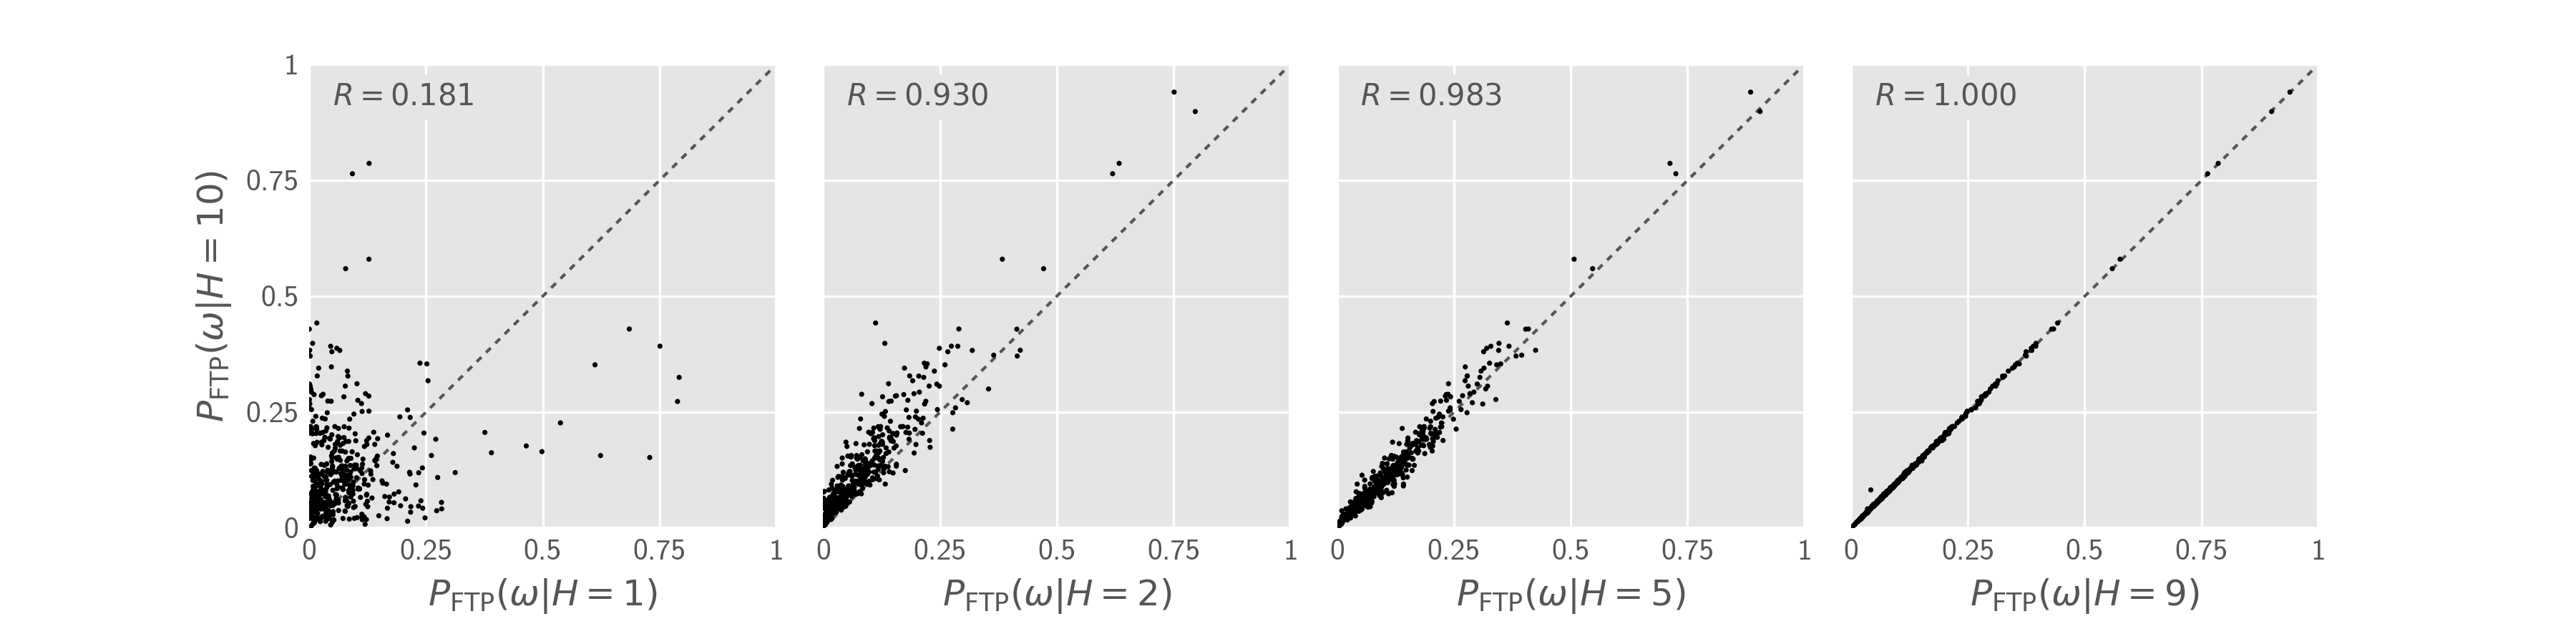 R = 0.181
R = 0.930
R = 0.983
R = 1.000
1
0.75
0.5
0.25
0
P_FTP(ω|H = 10)
0 0.25 0.5 0.75 1
0 0.25 0.5 0.75 1
0 0.25 0.5 0.75 1
0 0.25 0.5 0.75 1
P_FTP(ω|H = 1)
P_FTP(ω|H = 2)
P_FTP(ω|H = 5)
P_FTP(ω|H = 9)